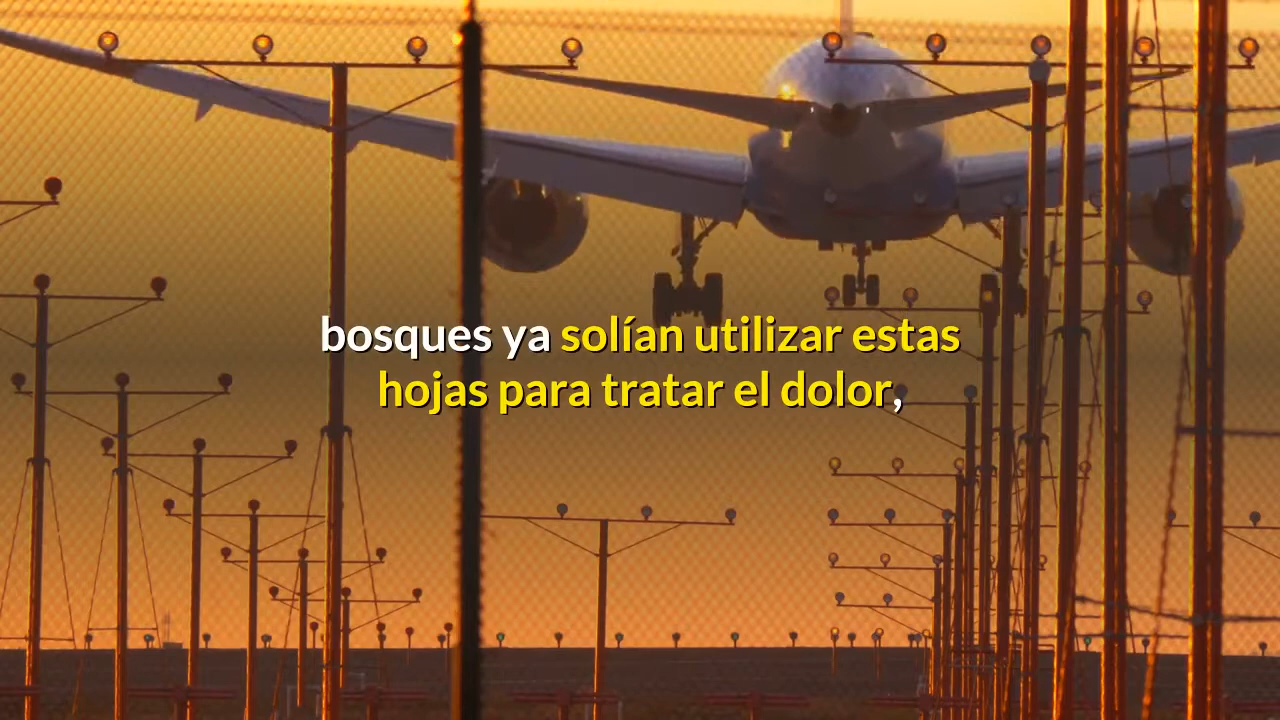 bosques ya solían utilizar estas
hojas para tratar el dolor,